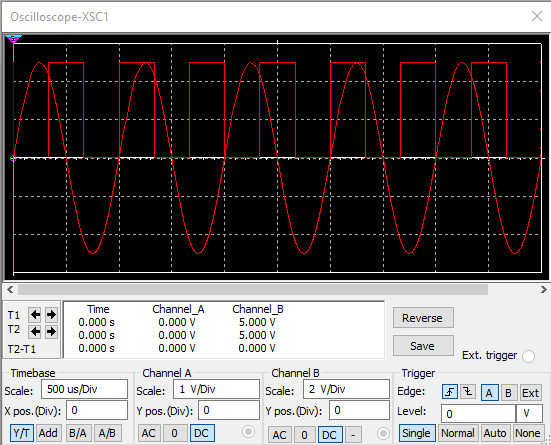 Oscilloscope-XSC1
Time Channel_A Channel_B
T1 0.000 s 0.000 V 5.000 V
T2 0.000 s 0.000 V 5.000 V
T2-T1 0.000 s 0.000 V 0.000 V
Reverse
Save
Ext. trigger
Timebase
Scale: 500 us/Div
X pos.(Div): 0
Y/T Add B/A A/B
Channel A
Scale: 1 V/Div
Y pos.(Div): 0
AC 0 DC
Channel B
Scale: 2 V/Div
Y pos.(Div): 0
AC 0 DC -
Trigger
Edge: A B Ext
Level: 0 V
Single Normal Auto None